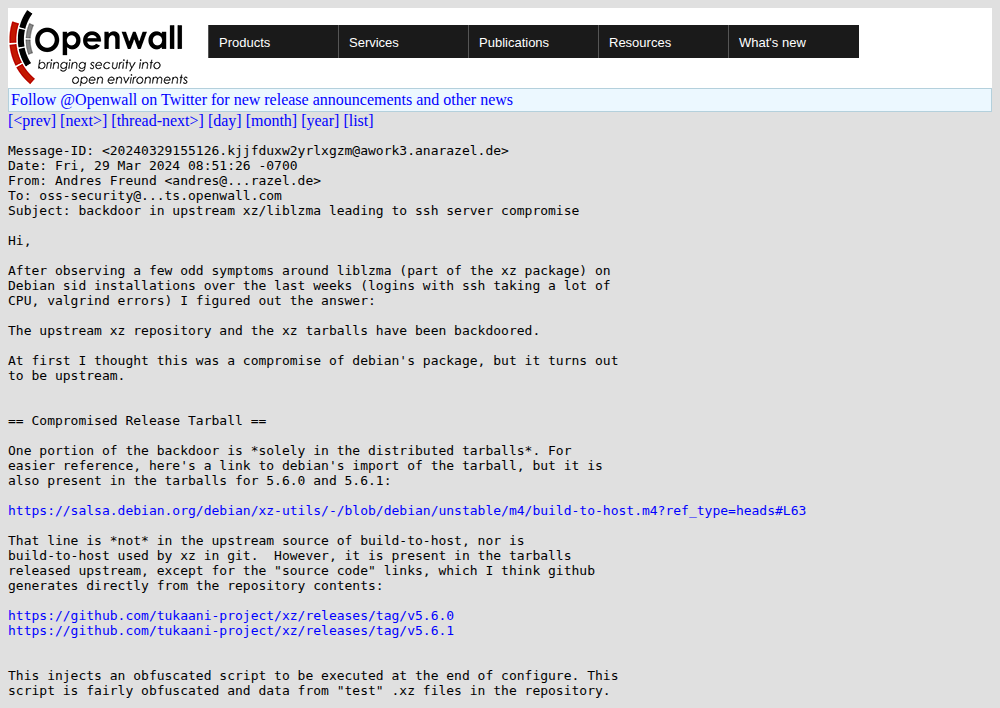 Openwall
bringing security into
open environments
Products Services Publications Resources What's new
Follow @Openwall on Twitter for new release announcements and other news
[<prev] [next>] [thread-next>] [day] [month] [year] [list]
Message-ID: <20240329155126.kjjfduxw2yrlxgzm@awork3.anarazel.de>
Date: Fri, 29 Mar 2024 08:51:26 -0700
From: Andres Freund <andres@...razel.de>
To: oss-security@...ts.openwall.com
Subject: backdoor in upstream xz/liblzma leading to ssh server compromise
Hi,
After observing a few odd symptoms around liblzma (part of the xz package) on
Debian sid installations over the last weeks (logins with ssh taking a lot of
CPU, valgrind errors) I figured out the answer:
The upstream xz repository and the xz tarballs have been backdoored.
At first I thought this was a compromise of debian's package, but it turns out
to be upstream.
== Compromised Release Tarball ==
One portion of the backdoor is *solely in the distributed tarballs*. For
easier reference, here's a link to debian's import of the tarball, but it is
also present in the tarballs for 5.6.0 and 5.6.1:
https://salsa.debian.org/debian/xz-utils/-/blob/debian/unstable/m4/build-to-host.m4?ref_type=heads#L63
That line is *not* in the upstream source of build-to-host, nor is
build-to-host used by xz in git.  However, it is present in the tarballs
released upstream, except for the "source code" links, which I think github
generates directly from the repository contents:
https://github.com/tukaani-project/xz/releases/tag/v5.6.0
https://github.com/tukaani-project/xz/releases/tag/v5.6.1
This injects an obfuscated script to be executed at the end of configure. This
script is fairly obfuscated and data from "test" .xz files in the repository.